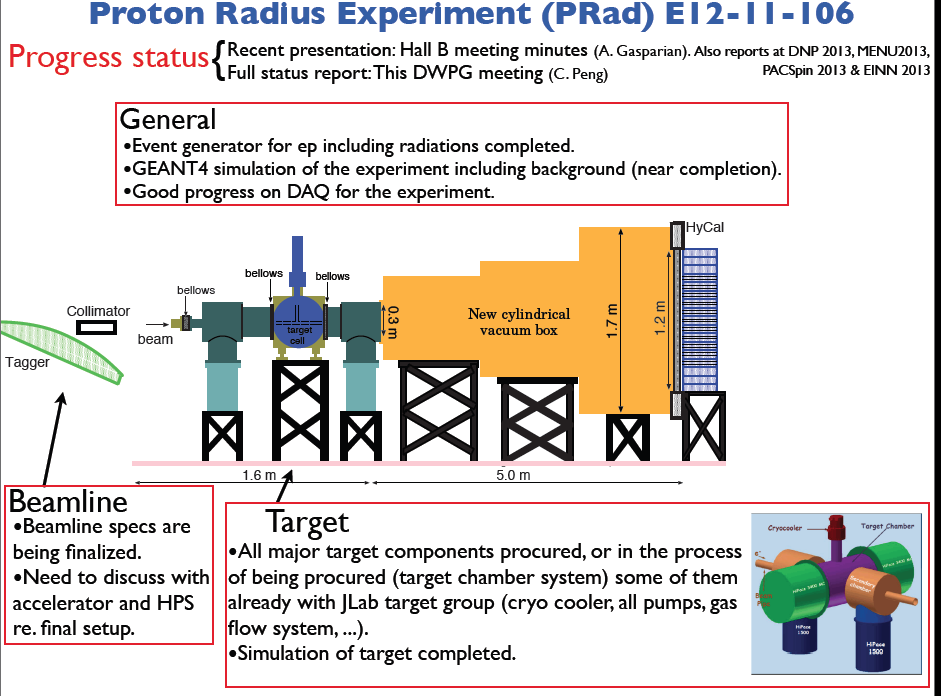 Proton Radius Experiment (PRad) E12-11-106
Progress status
Recent presentation: Hall B meeting minutes (A. Gasparian). Also reports at DNP 2013, MENU2013,
PACSpin 2013 & EINN 2013
Full status report: This DWPG meeting (C. Peng)
General
•Event generator for ep including radiations completed.
•GEANT4 simulation of the experiment including background (near completion).
•Good progress on DAQ for the experiment.
HyCal
bellows
bellows
bellows
Collimator
beam
Tagger
target
cell
0.3 m
New cylindrical
vacuum box
1.7 m
1.2 m
1.6 m
5.0 m
Beamline
•Beamline specs are
being finalized.
•Need to discuss with
accelerator and HPS
re. final setup.
Target
•All major target components procured, or in the process
of being procured (target chamber system) some of them
already with JLab target group (cryo cooler, all pumps, gas
flow system, ...).
•Simulation of target completed.
Cryocooler
Target Chamber
Secondary
chamber
HiPace
1500
HiPace
1500